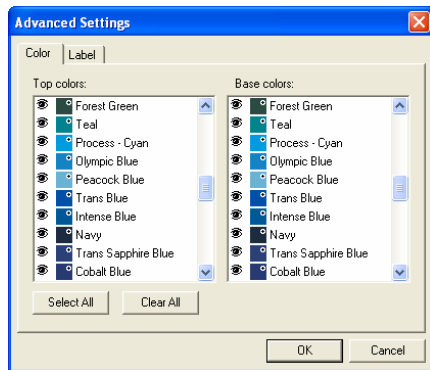 Advanced Settings
Color Label
Top colors: Base colors:
Forest Green Forest Green
Teal Teal
Process - Cyan Process - Cyan
Olympic Blue Olympic Blue
Peacock Blue Peacock Blue
Trans Blue Trans Blue
Intense Blue Intense Blue
Navy Navy
Trans Sapphire Blue Trans Sapphire Blue
Cobalt Blue Cobalt Blue
Select All Clear All
OK Cancel